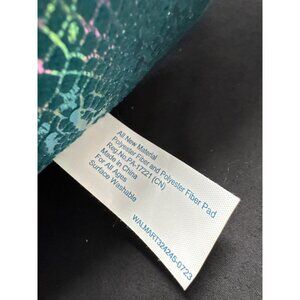 All New Material
Polyester Fiber and Polyester Fiber Pad
Reg.No.PA-17221 (CN)
Made in China
For All Ages
Surface Washable
WALMART32424S-0723